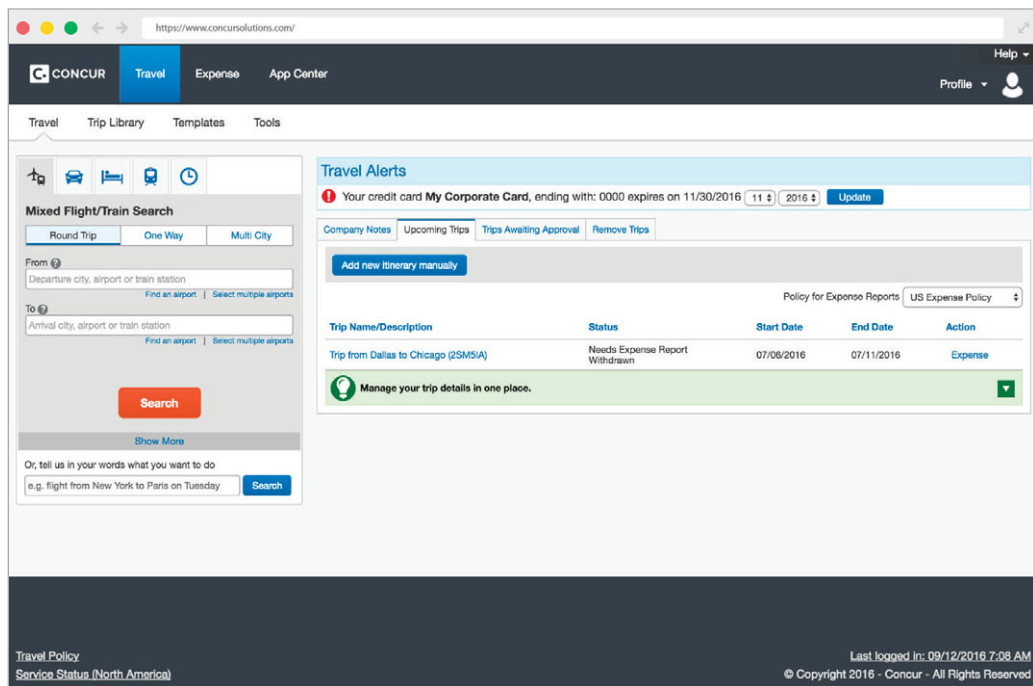 https://www.concursolutions.com/
Help
C. CONCUR
Travel
Expense
App Center
Profile
Travel
Trip Library
Templates
Tools
Mixed Flight/Train Search
Round Trip
One Way
Multi City
From ?
Departure city, airport or train station
Find an airport | Select multiple airports
To ?
Arrival city, airport or train station
Find an airport | Select multiple airports
Search
Show More
Or, tell us in your words what you want to do
e.g. flight from New York to Paris on Tuesday
Search
Travel Alerts
! Your credit card My Corporate Card, ending with: 0000 expires on 11/30/2016 11 2016 Update
Company Notes
Upcoming Trips
Trips Awaiting Approval
Remove Trips
Add new itinerary manually
Policy for Expense Reports US Expense Policy
Trip Name/Description Status Start Date End Date Action
Trip from Dallas to Chicago (2SM5IA) Needs Expense Report 07/06/2016 07/11/2016 Expense
Withdrawn
Manage your trip details in one place.
Travel Policy
Service Status (North America)
Last logged in: 09/12/2016 7:08 AM
© Copyright 2016 - Concur - All Rights Reserved